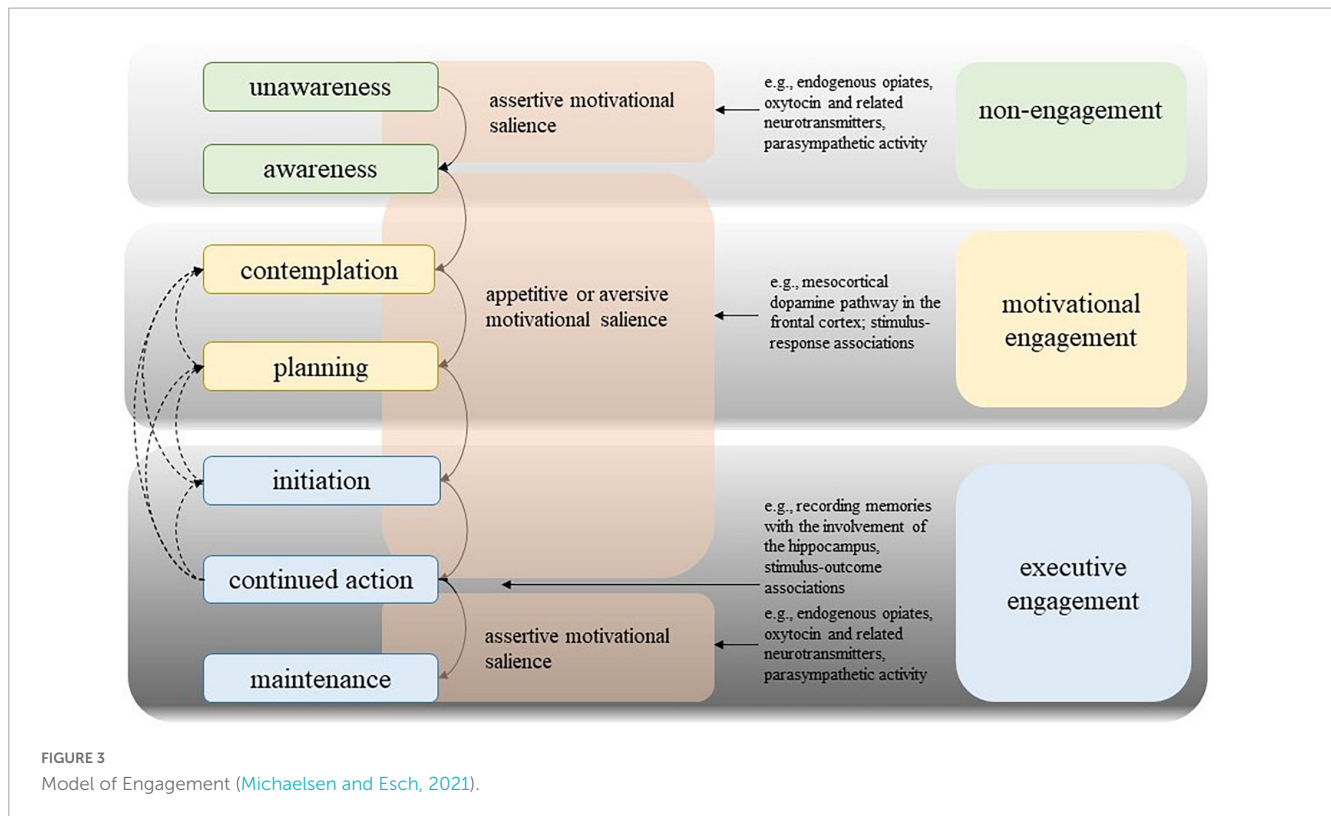 unawareness
assertive motivational
salience
e.g., endogenous opiates,
oxytocin and related
neurotransmitters,
parasympathetic activity
non-engagement
awareness
contemplation
appetitive or aversive
motivational salience
e.g., mesocortical
dopamine pathway in the
frontal cortex; stimulus-
response associations
motivational
engagement
planning
initiation
e.g., recording memories
with the involvement of
the hippocampus,
stimulus-outcome
associations
executive
engagement
continued action
assertive motivational
salience
e.g., endogenous opiates,
oxytocin and related
neurotransmitters,
parasympathetic activity
maintenance
FIGURE 3
Model of Engagement (Michaelsen and Esch, 2021).